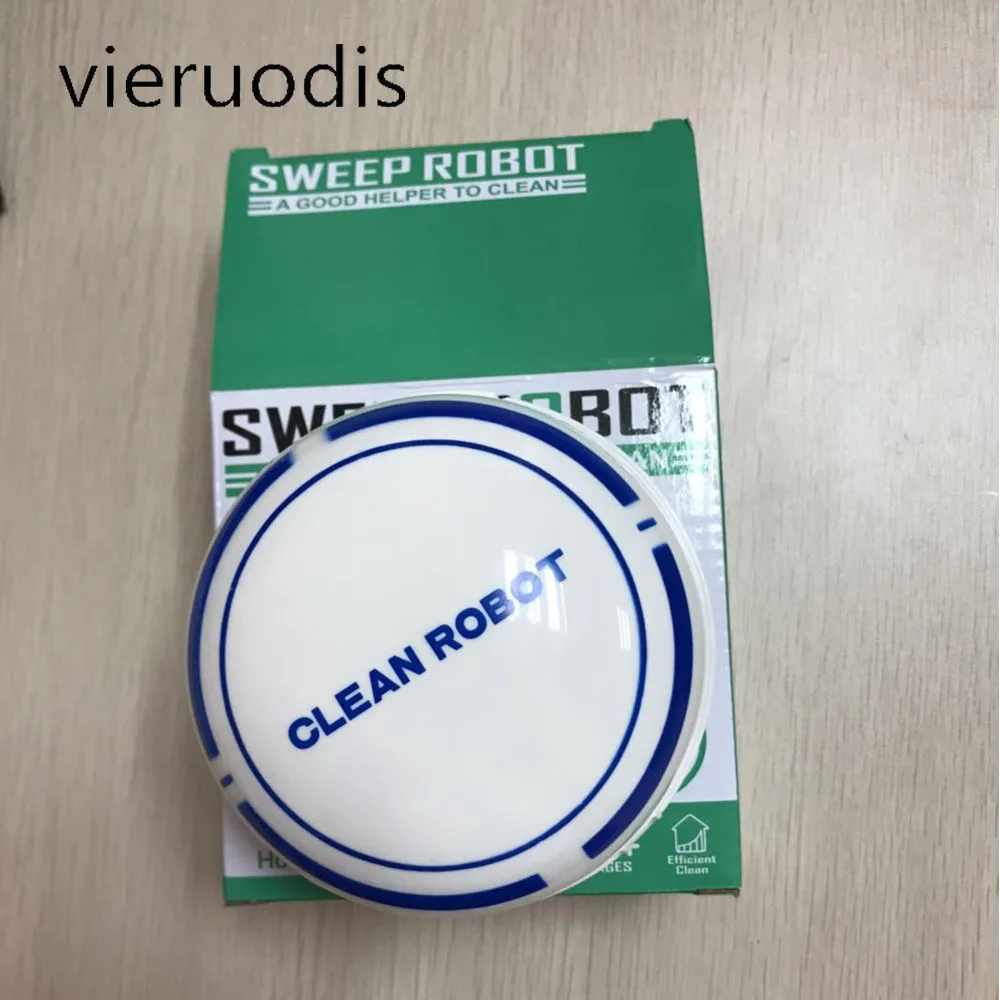 vieruodis
SWEEP ROBOT
A GOOD HELPER TO CLEAN
CLEAN ROBOT
Efficient
Clean